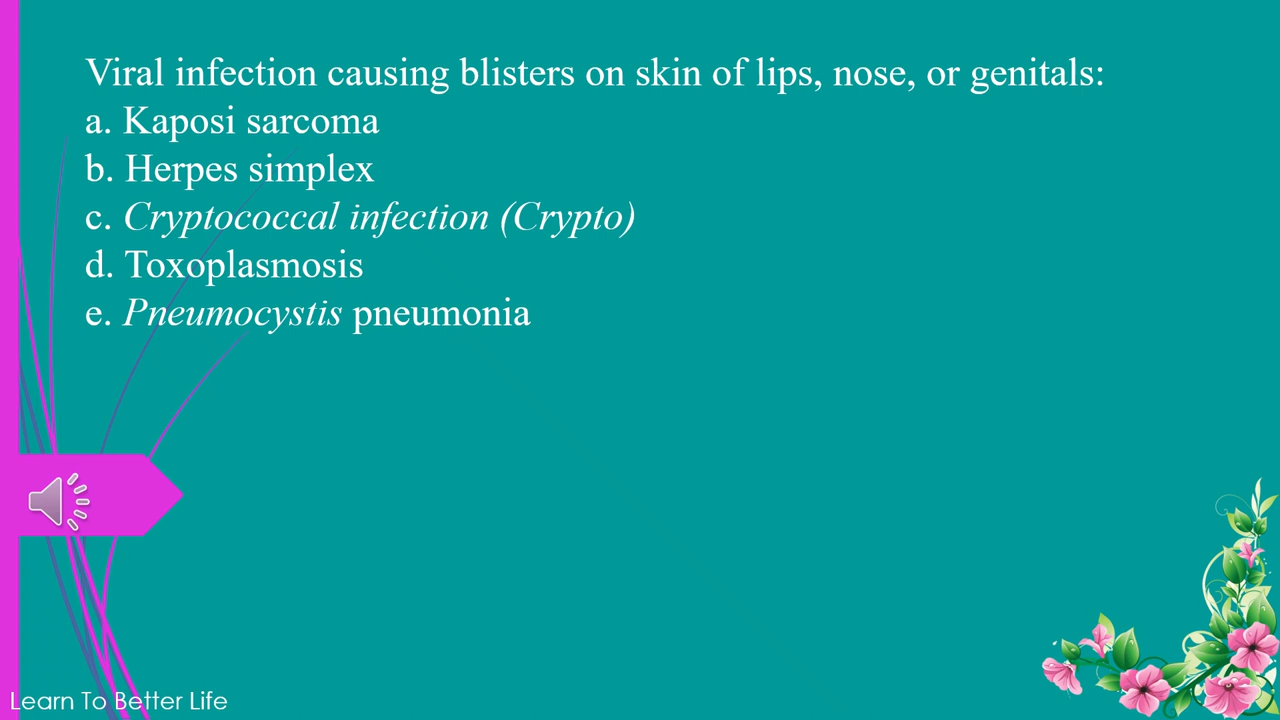 Viral infection causing blisters on skin of lips, nose, or genitals:
a. Kaposi sarcoma
b. Herpes simplex
c. Cryptococcal infection (Crypto)
d. Toxoplasmosis
e. Pneumocystis pneumonia
Learn To Better Life